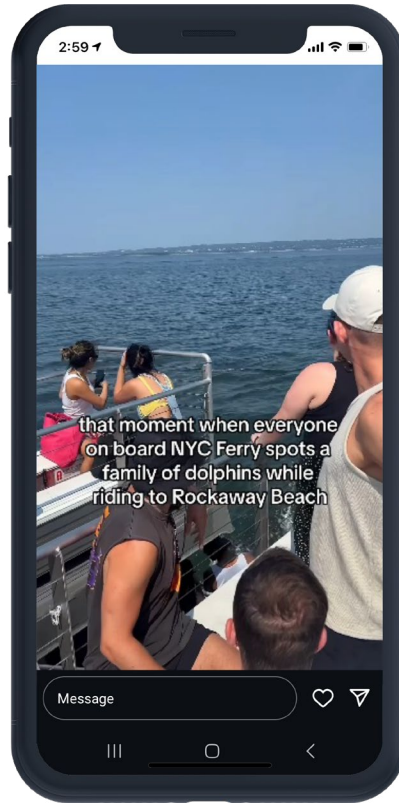 2:59
that moment when everyone
on board NYC Ferry spots a
family of dolphins while
riding to Rockaway Beach
Message